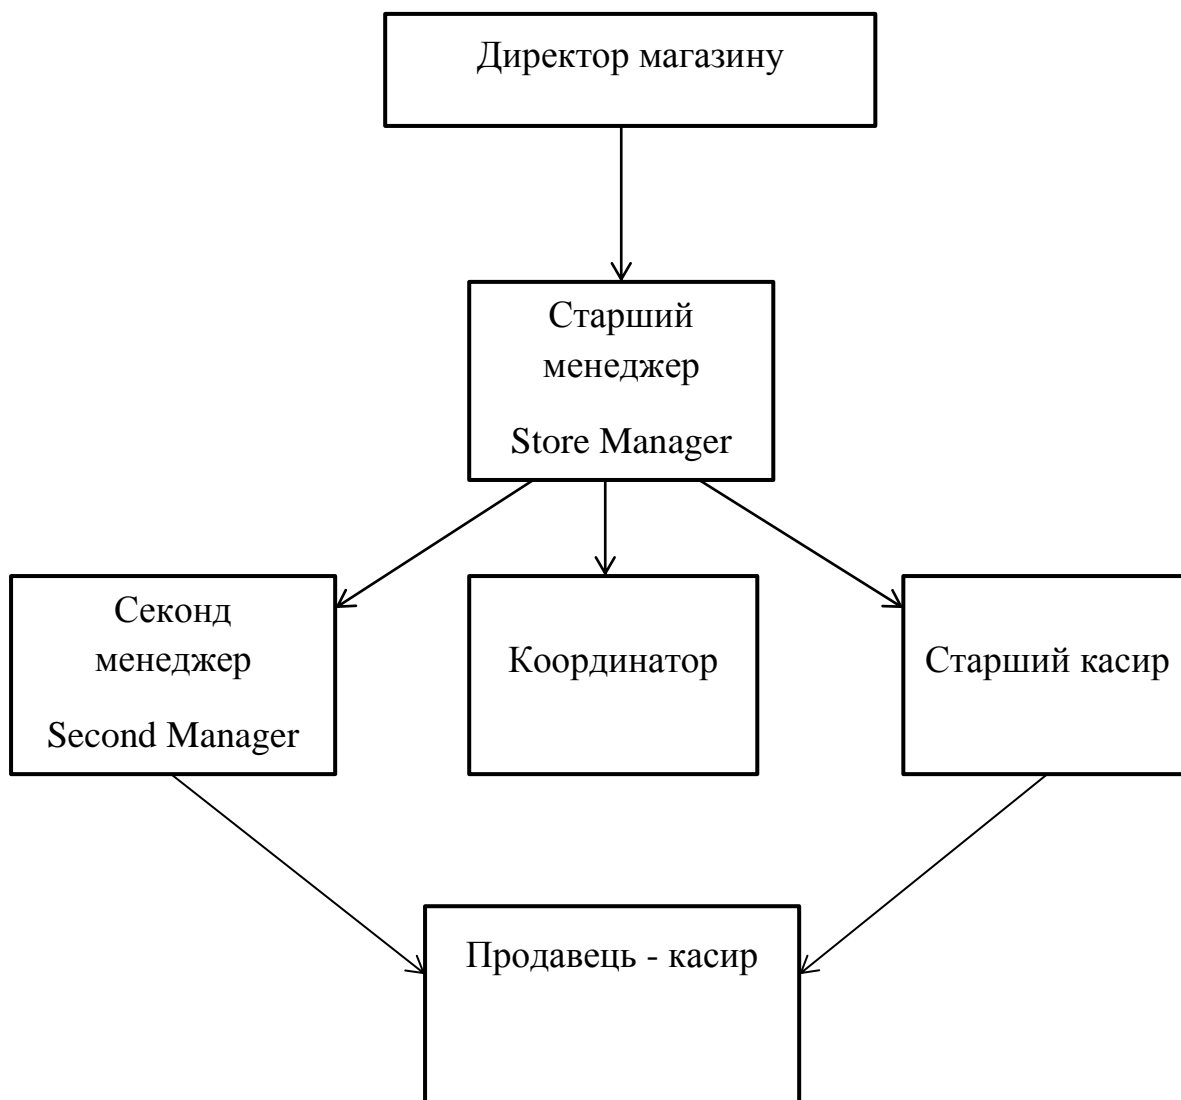 Директор магазину
Старший
менеджер
Store Manager
Секонд
менеджер
Second Manager
Координатор
Старший касир
Продавець - касир